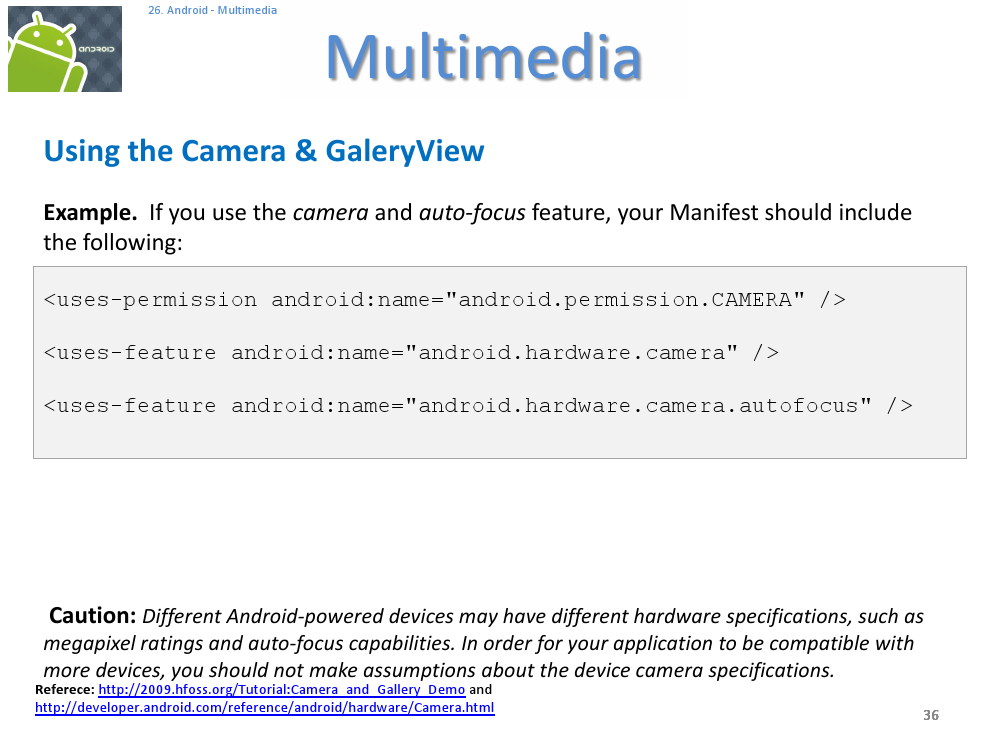 26. Android - Multimedia
ANDROID
Multimedia
Using the Camera & GaleryView
Example. If you use the camera and auto-focus feature, your Manifest should include
the following:
<uses-permission android:name="android.permission.CAMERA" />
<uses-feature android:name="android.hardware.camera" />
<uses-feature android:name="android.hardware.camera.autofocus" />
Caution: Different Android-powered devices may have different hardware specifications, such as
megapixel ratings and auto-focus capabilities. In order for your application to be compatible with
more devices, you should not make assumptions about the device camera specifications.
Referece: http://2009.hfoss.org/Tutorial:Camera_and_Gallery_Demo and
http://developer.android.com/reference/android/hardware/Camera.html
36